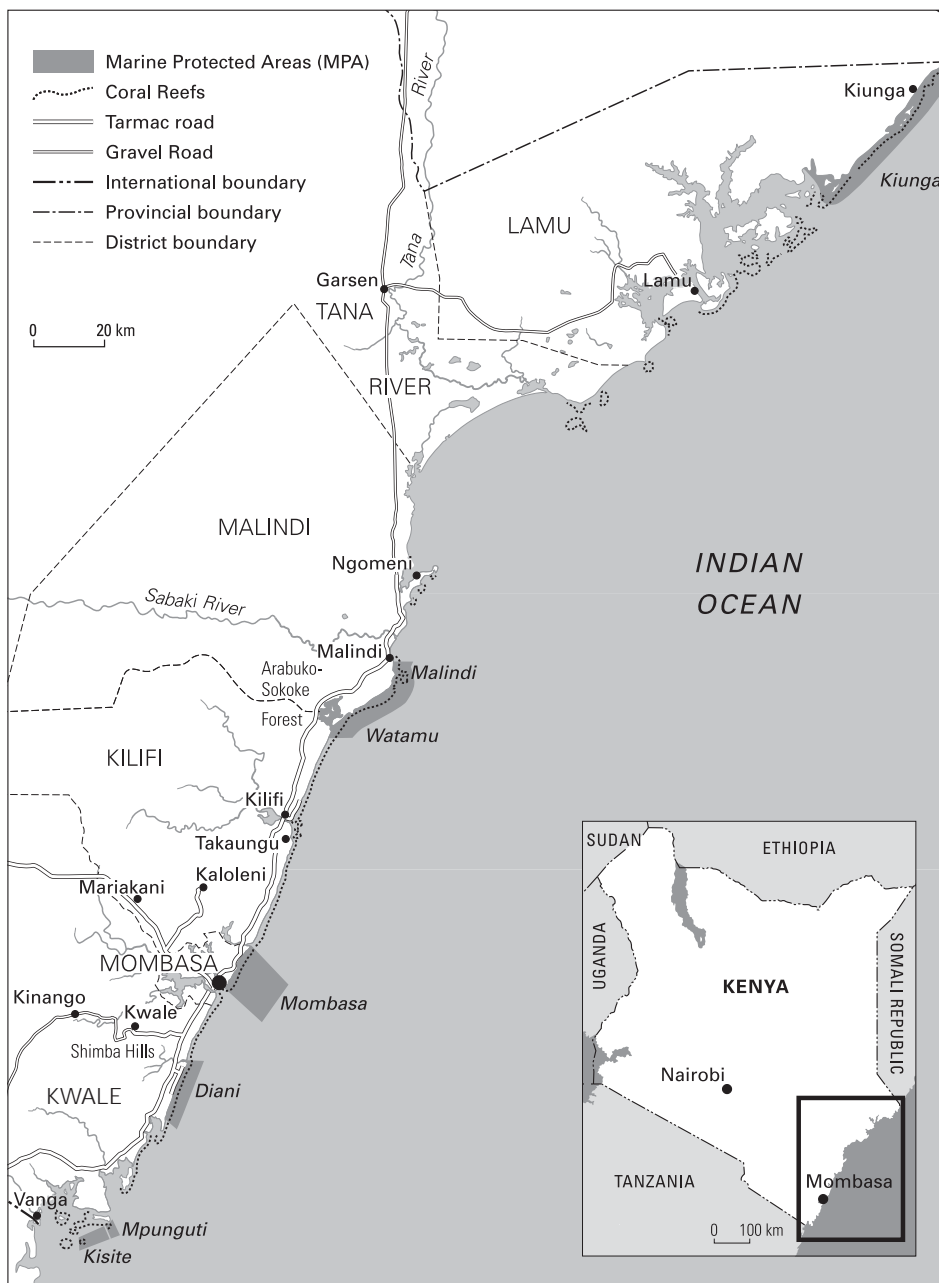 Marine Protected Areas (MPA)
Coral Reefs
Tarmac road
Gravel Road
International boundary
Provincial boundary
District boundary
0 20 km
River
Kiunga
Kiunga
LAMU
Tana
Garsen
Lamu
TANA
RIVER
MALINDI
Ngomeni
INDIAN
OCEAN
Sabaki River
Malindi
Malindi
Arabuko-
Sokoke
Forest
Watamu
KILIFI
Kilifi
Takaungu
Kaloleni
Mariakani
MOMBASA
Mombasa
Kinango
Kwale
Shimba Hills
Diani
KWALE
Vanga
Mpunguti
Kisite
SUDAN
ETHIOPIA
UGANDA
SOMALI REPUBLIC
KENYA
Nairobi
TANZANIA
Mombasa
0 100 km